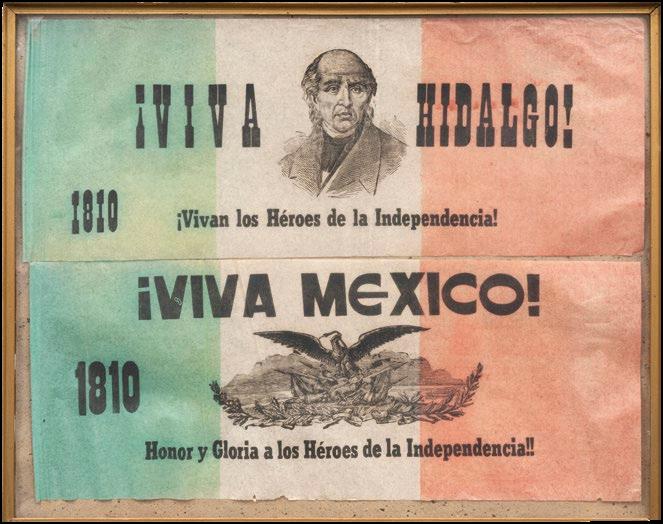 ¡VIVA HIDALGO!
1810
¡Vivan los Héroes de la Independencia!
¡VIVA MEXICO!
1810
Honor y Gloria a los Héroes de la Independencia!!